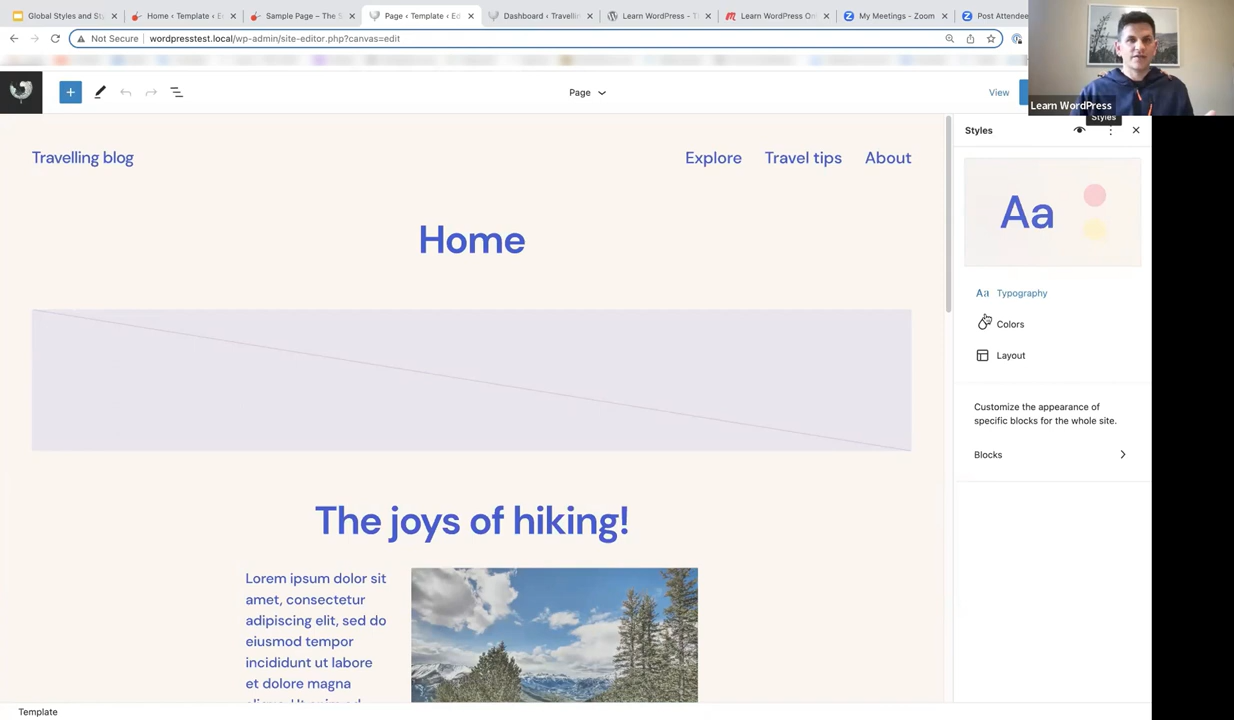 Global Styles and Sty
Home ‹ Template ‹ E
Sample Page – The S
Page ‹ Template ‹ Ed
Dashboard ‹ Travellin
Learn WordPress – T
Learn WordPress On
My Meetings - Zoom
Post Attendee
Not Secure
wordpresstest.local/wp-admin/site-editor.php?canvas=edit
Learn WordPress
Page
View
Styles
Styles
Travelling blog
Explore
Travel tips
About
Home
Aa
Aa Typography
Colors
Layout
Customize the appearance of
specific blocks for the whole site.
Blocks
The joys of hiking!
Lorem ipsum dolor sit
amet, consectetur
adipiscing elit, sed do
eiusmod tempor
incididunt ut labore
et dolore magna
Template